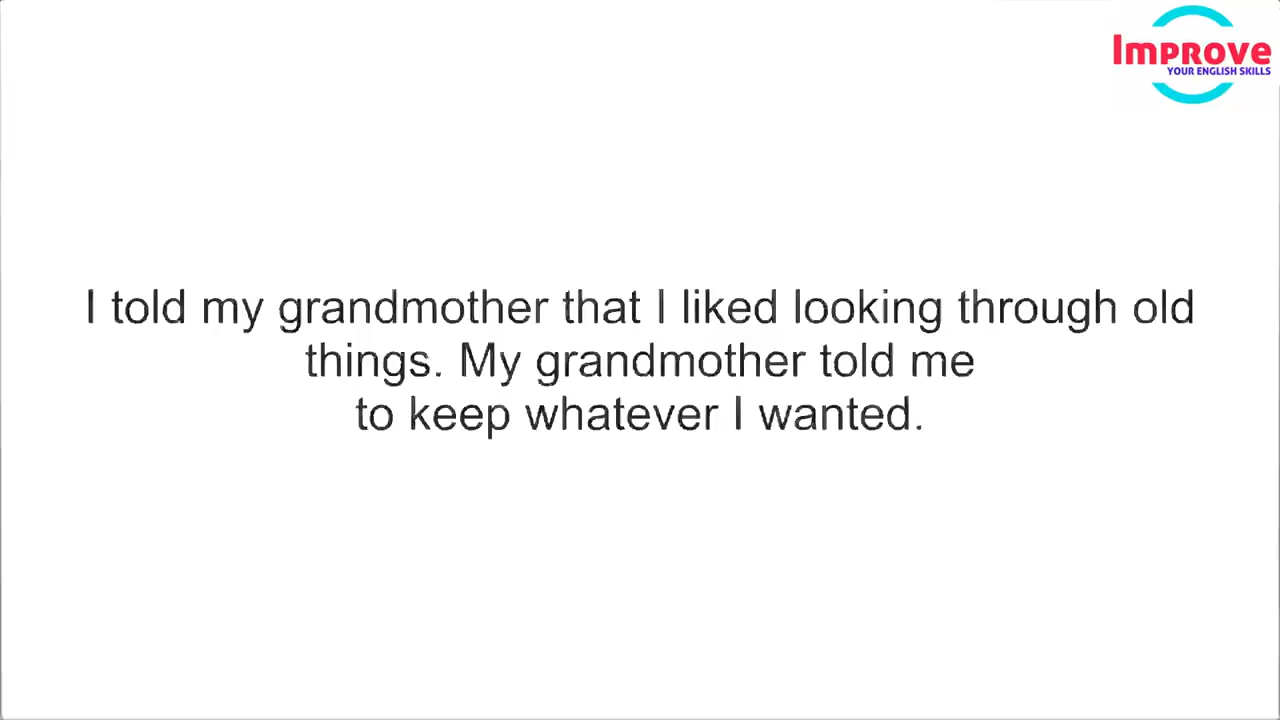 Improve
YOUR ENGLISH SKILLS
I told my grandmother that I liked looking through old
things. My grandmother told me
to keep whatever I wanted.